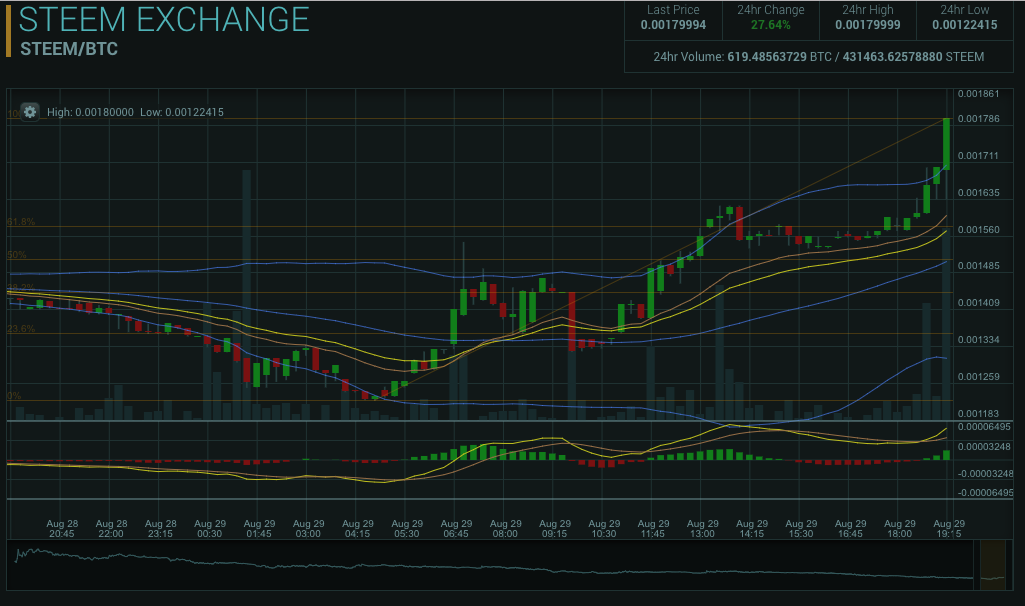 STEEM EXCHANGE
STEEM/BTC
Last Price
0.00179994
24hr Change
27.64%
24hr High
0.00179999
24hr Low
0.00122415
24hr Volume: 619.48563729 BTC / 431463.62578880 STEEM
High: 0.00180000 Low: 0.00122415
61.8%
50%
38.2%
23.6%
0%
0.001861
0.001786
0.001711
0.001635
0.001560
0.001485
0.001409
0.001334
0.001259
0.001183
0.00006495
0.00003248
-0.00003248
-0.00006495
Aug 28 20:45
Aug 28 22:00
Aug 28 23:15
Aug 29 00:30
Aug 29 01:45
Aug 29 03:00
Aug 29 04:15
Aug 29 05:30
Aug 29 06:45
Aug 29 08:00
Aug 29 09:15
Aug 29 10:30
Aug 29 11:45
Aug 29 13:00
Aug 29 14:15
Aug 29 15:30
Aug 29 16:45
Aug 29 18:00
Aug 29 19:15